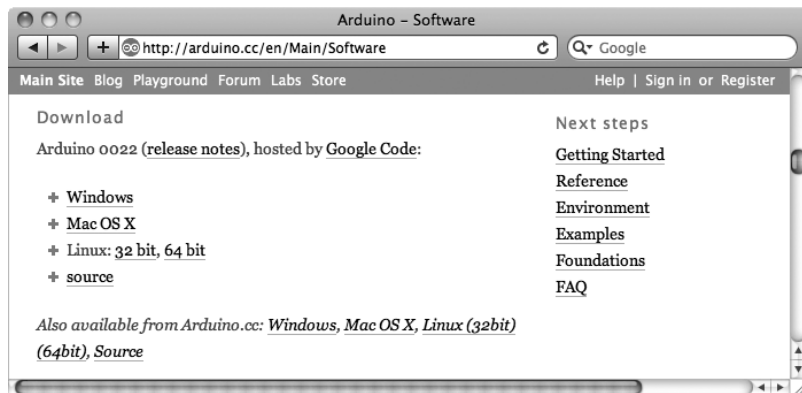 Arduino – Software
http://arduino.cc/en/Main/Software
Google
Main Site Blog Playground Forum Labs Store
Help | Sign in or Register
Download
Arduino 0022 (release notes), hosted by Google Code:
Windows
Mac OS X
Linux: 32 bit, 64 bit
source
Also available from Arduino.cc: Windows, Mac OS X, Linux (32bit)
(64bit), Source
Next steps
Getting Started
Reference
Environment
Examples
Foundations
FAQ